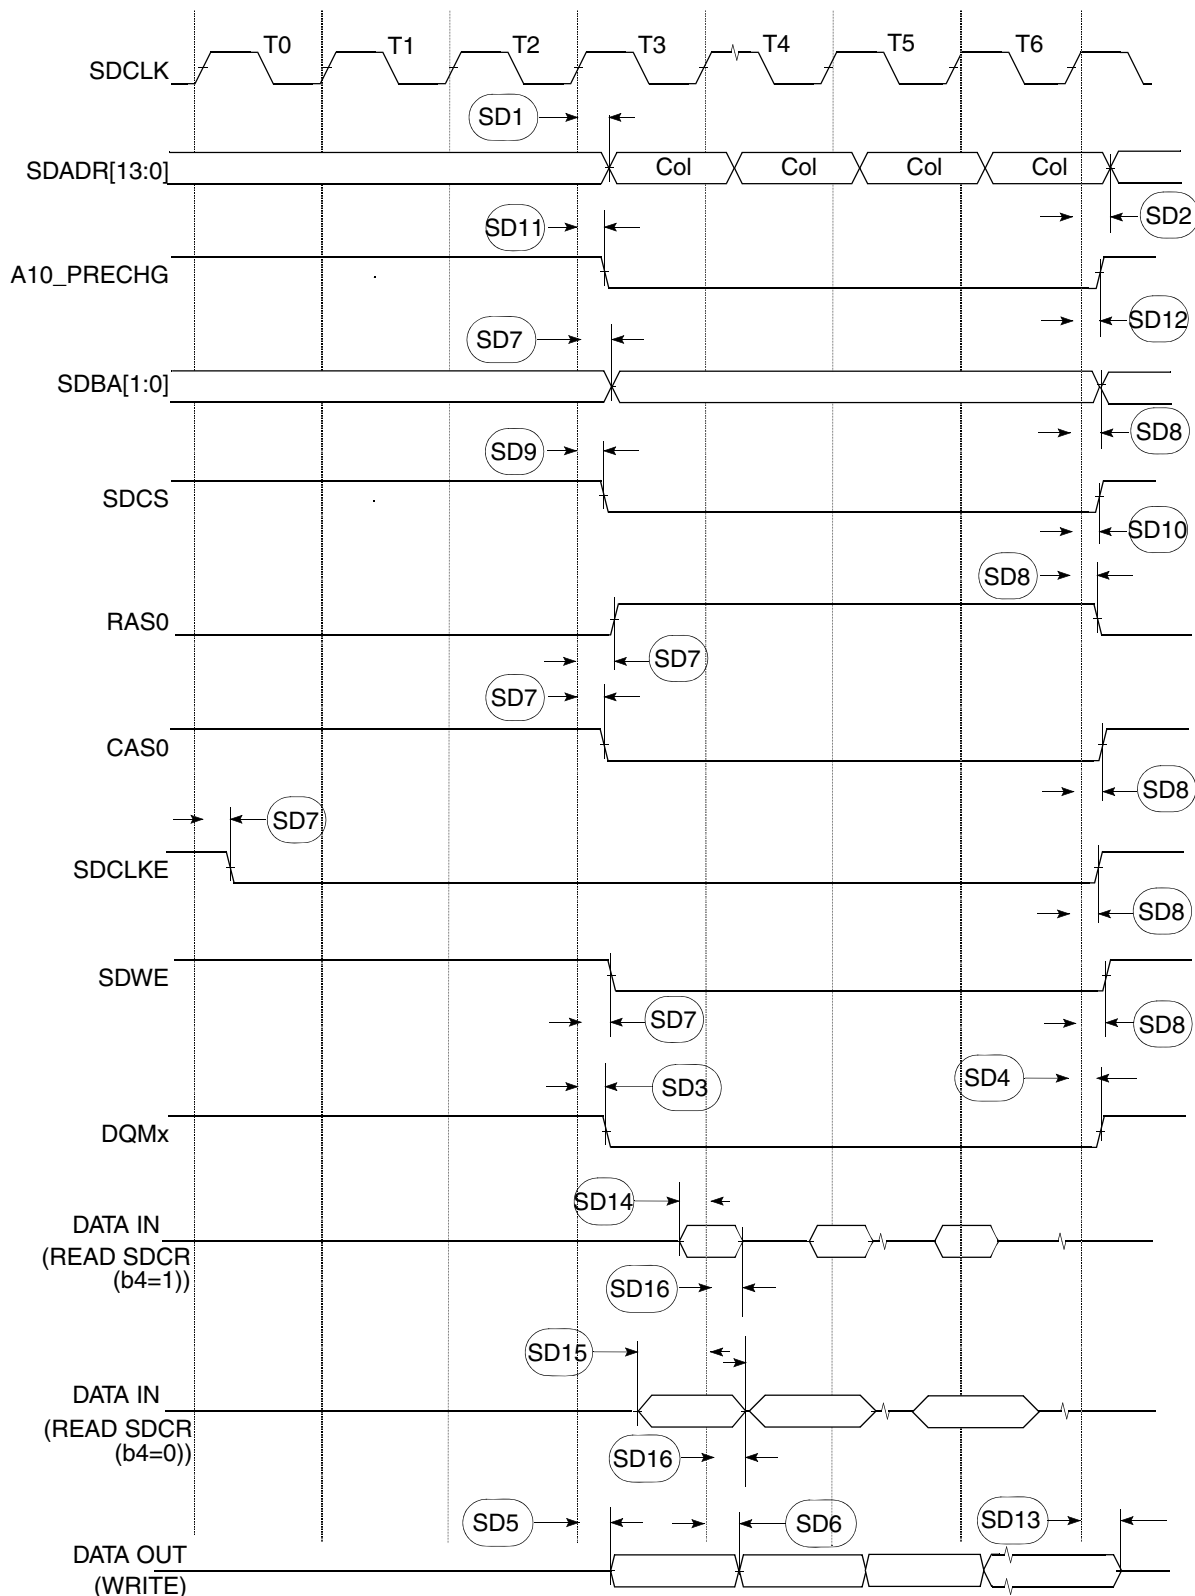 T0 T1 T2 T3 T4 T5 T6
SDCLK
SD1
SDADR[13:0] Col Col Col Col
SD11 SD2
A10_PRECHG
SD7 SD12
SDBA[1:0]
SD9 SD8
SDCS
SD10
SD8
RAS0
SD7
SD7
CAS0
SD8
SD7
SDCLKE
SD8
SDWE
SD7 SD8
SD3 SD4
DQMx
SD14
DATA IN
(READ SDCR
(b4=1))
SD16
SD15
DATA IN
(READ SDCR
(b4=0))
SD16
SD5 SD6 SD13
DATA OUT
(WRITE)